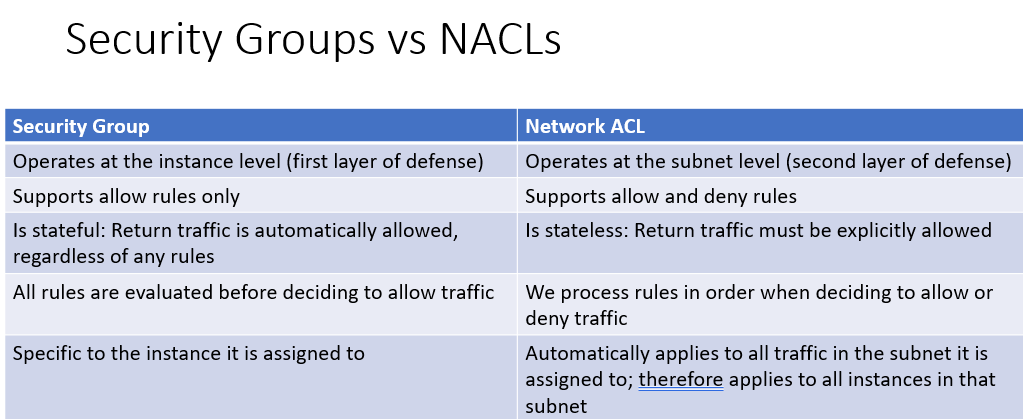 Security Groups vs NACLs
Security Group
Network ACL
Operates at the instance level (first layer of defense)
Operates at the subnet level (second layer of defense)
Supports allow rules only
Supports allow and deny rules
Is stateful: Return traffic is automatically allowed,
regardless of any rules
Is stateless: Return traffic must be explicitly allowed
All rules are evaluated before deciding to allow traffic
We process rules in order when deciding to allow or
deny traffic
Specific to the instance it is assigned to
Automatically applies to all traffic in the subnet it is
assigned to; therefore applies to all instances in that
subnet